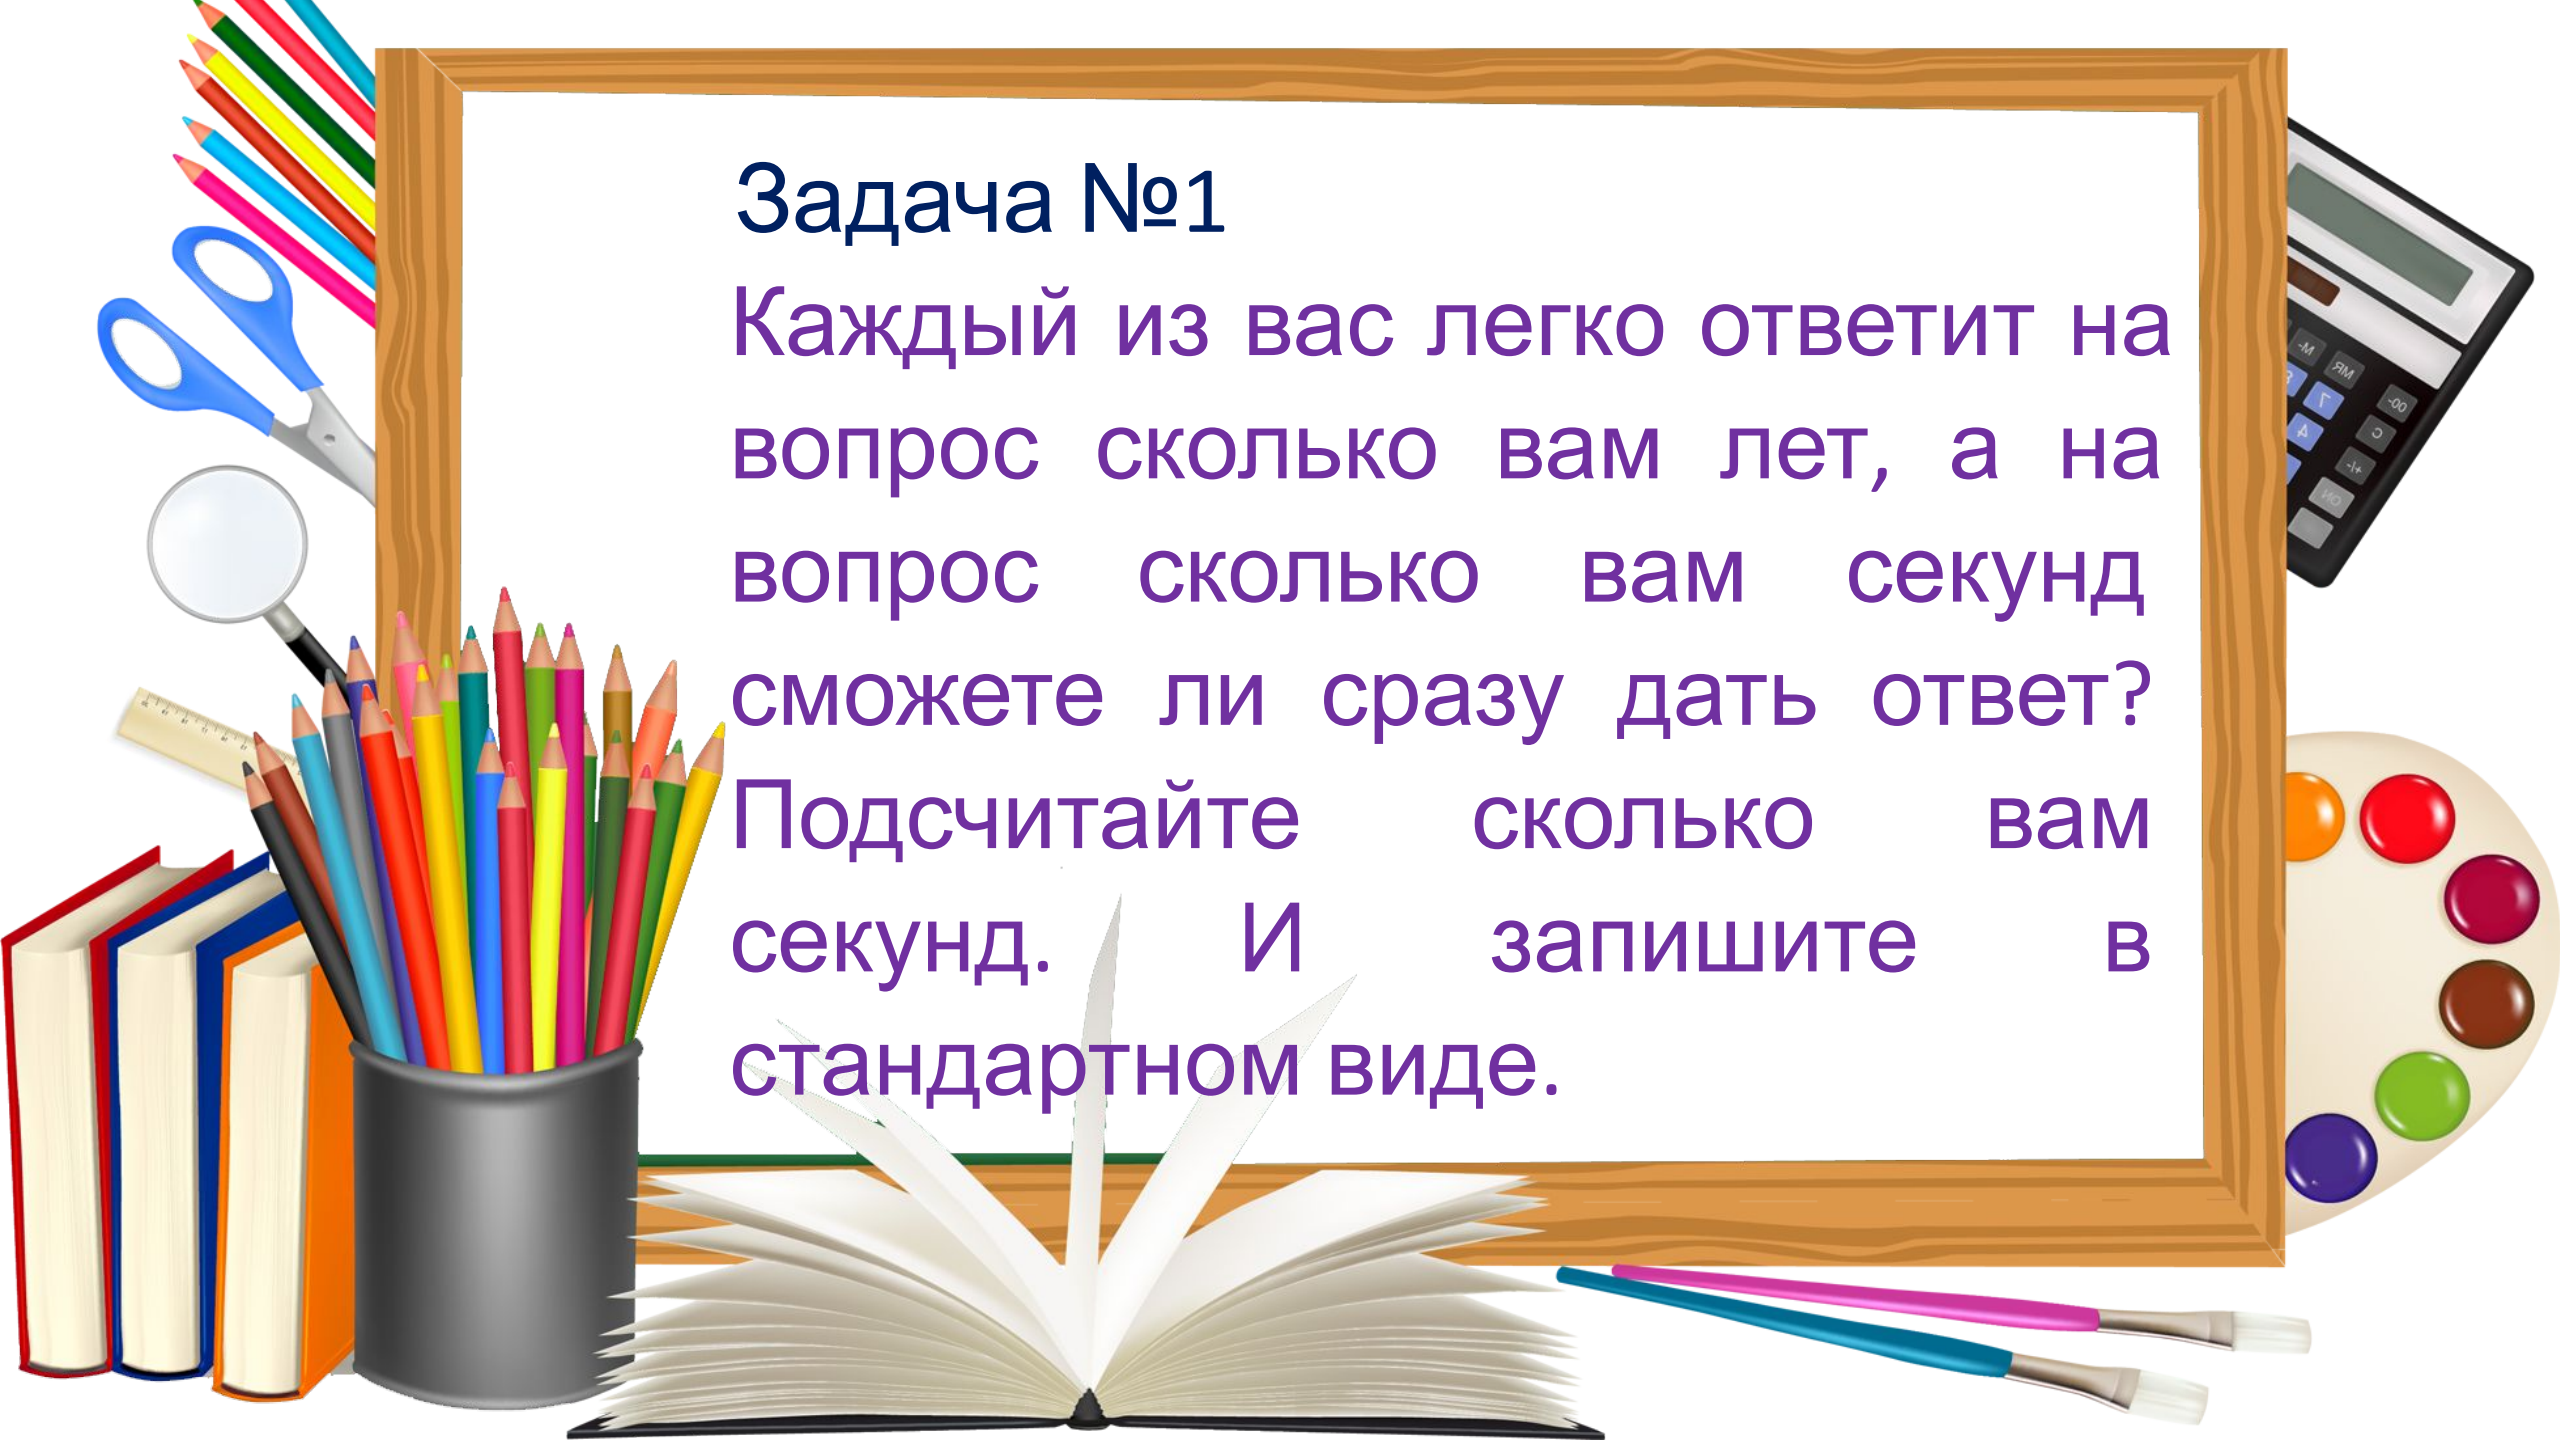 Задача №1
Каждый из вас легко ответит на
вопрос сколько вам лет, а на
вопрос сколько вам секунд
сможете ли сразу дать ответ?
Подсчитайте сколько вам
секунд. И запишите в
стандартном виде.